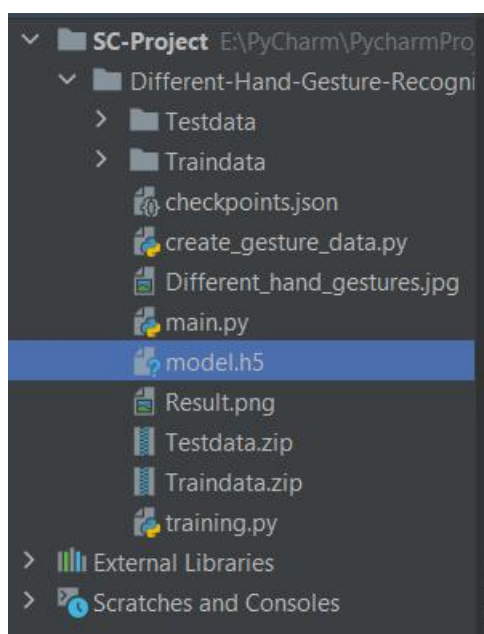 SC-Project E:\PyCharm\PycharmPro
Different-Hand-Gesture-Recogni
Testdata
Traindata
checkpoints.json
create_gesture_data.py
Different_hand_gestures.jpg
main.py
model.h5
Result.png
Testdata.zip
Traindata.zip
training.py
External Libraries
Scratches and Consoles